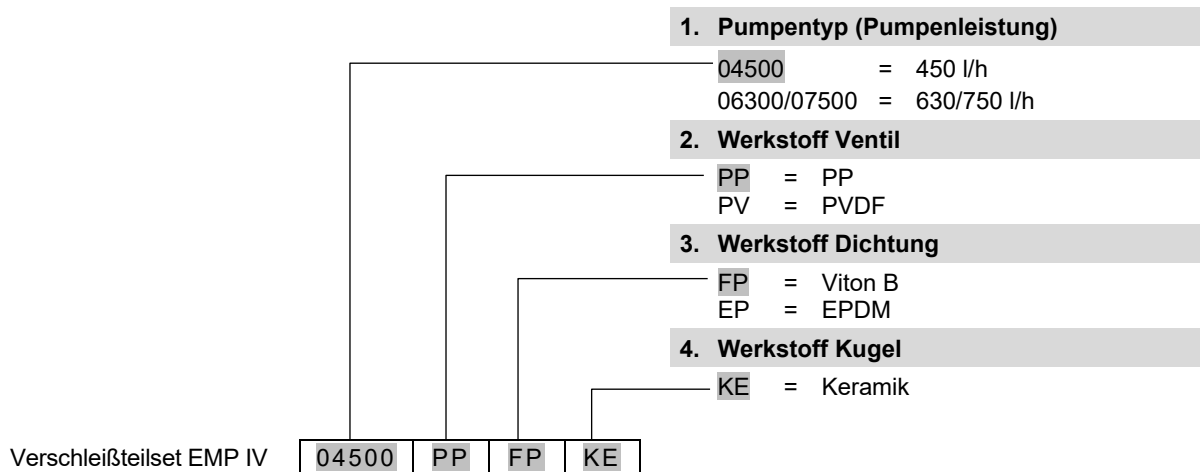 1. Pumpentyp (Pumpenleistung)
04500 = 450 l/h
06300/07500 = 630/750 l/h
2. Werkstoff Ventil
PP = PP
PV = PVDF
3. Werkstoff Dichtung
FP = Viton B
EP = EPDM
4. Werkstoff Kugel
KE = Keramik
Verschleißteilset EMP IV 04500 PP FP KE